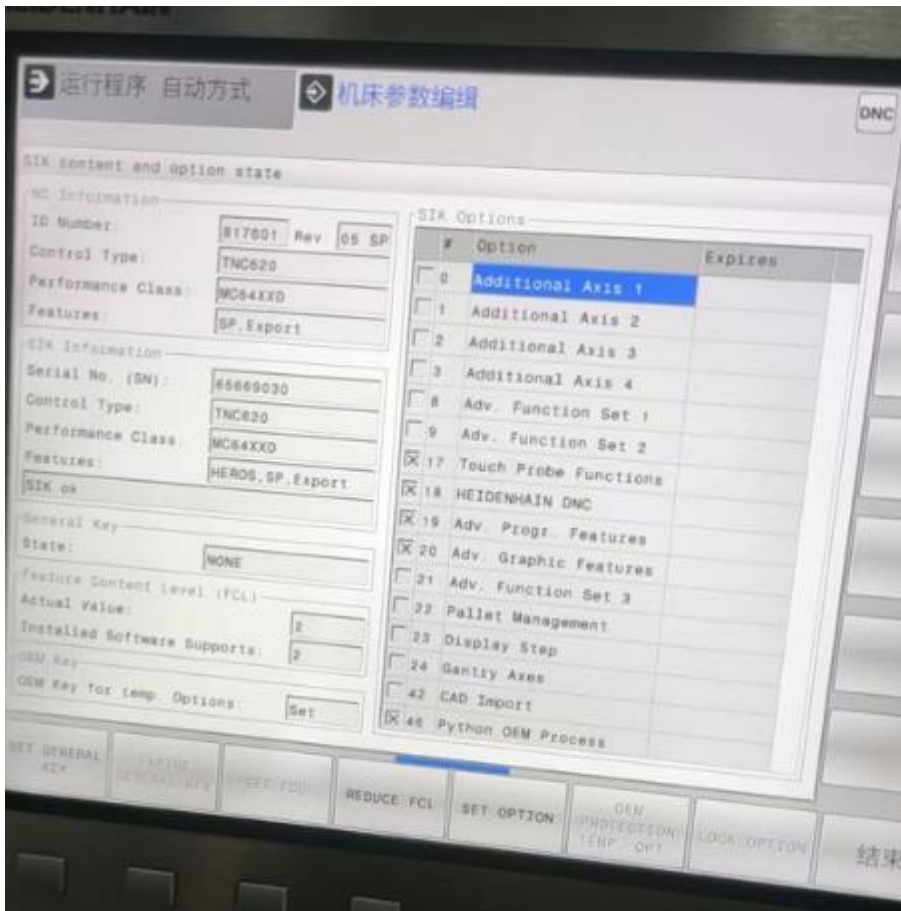 HEIDENHAIN
运行程序 自动方式
机床参数编缉
DNC
SIK content and option state
NC Information
ID Number: 817601 Rev 06 SP
Control Type: TNC620
Performance Class: MC64XXD
Features: SP.Export
SIK Information
Serial No. (SN): 65669030
Control Type: TNC620
Performance Class: MC64XXD
Features: HEROS,SP.Export
SIK ok
General Key
State: NONE
Feature Content Level (FCL)
Actual Value: 2
Installed Software Supports: 2
OEM Key
OEM Key for temp. Options: Set
SIK Options
# Option Expires
0 Additional Axis 1
1 Additional Axis 2
2 Additional Axis 3
3 Additional Axis 4
8 Adv. Function Set 1
9 Adv. Function Set 2
17 Touch Probe Functions
18 HEIDENHAIN DNC
19 Adv. Progr. Features
20 Adv. Graphic Features
21 Adv. Function Set 3
22 Pallet Management
23 Display Step
24 Gantry Axes
42 CAD Import
46 Python OEM Process
SET GENERAL KEY
GENERAL KEY
REDUCE FCL
SET OPTION
OEM PROTECTION TEMP. OPT
LOCK OPTION
结束